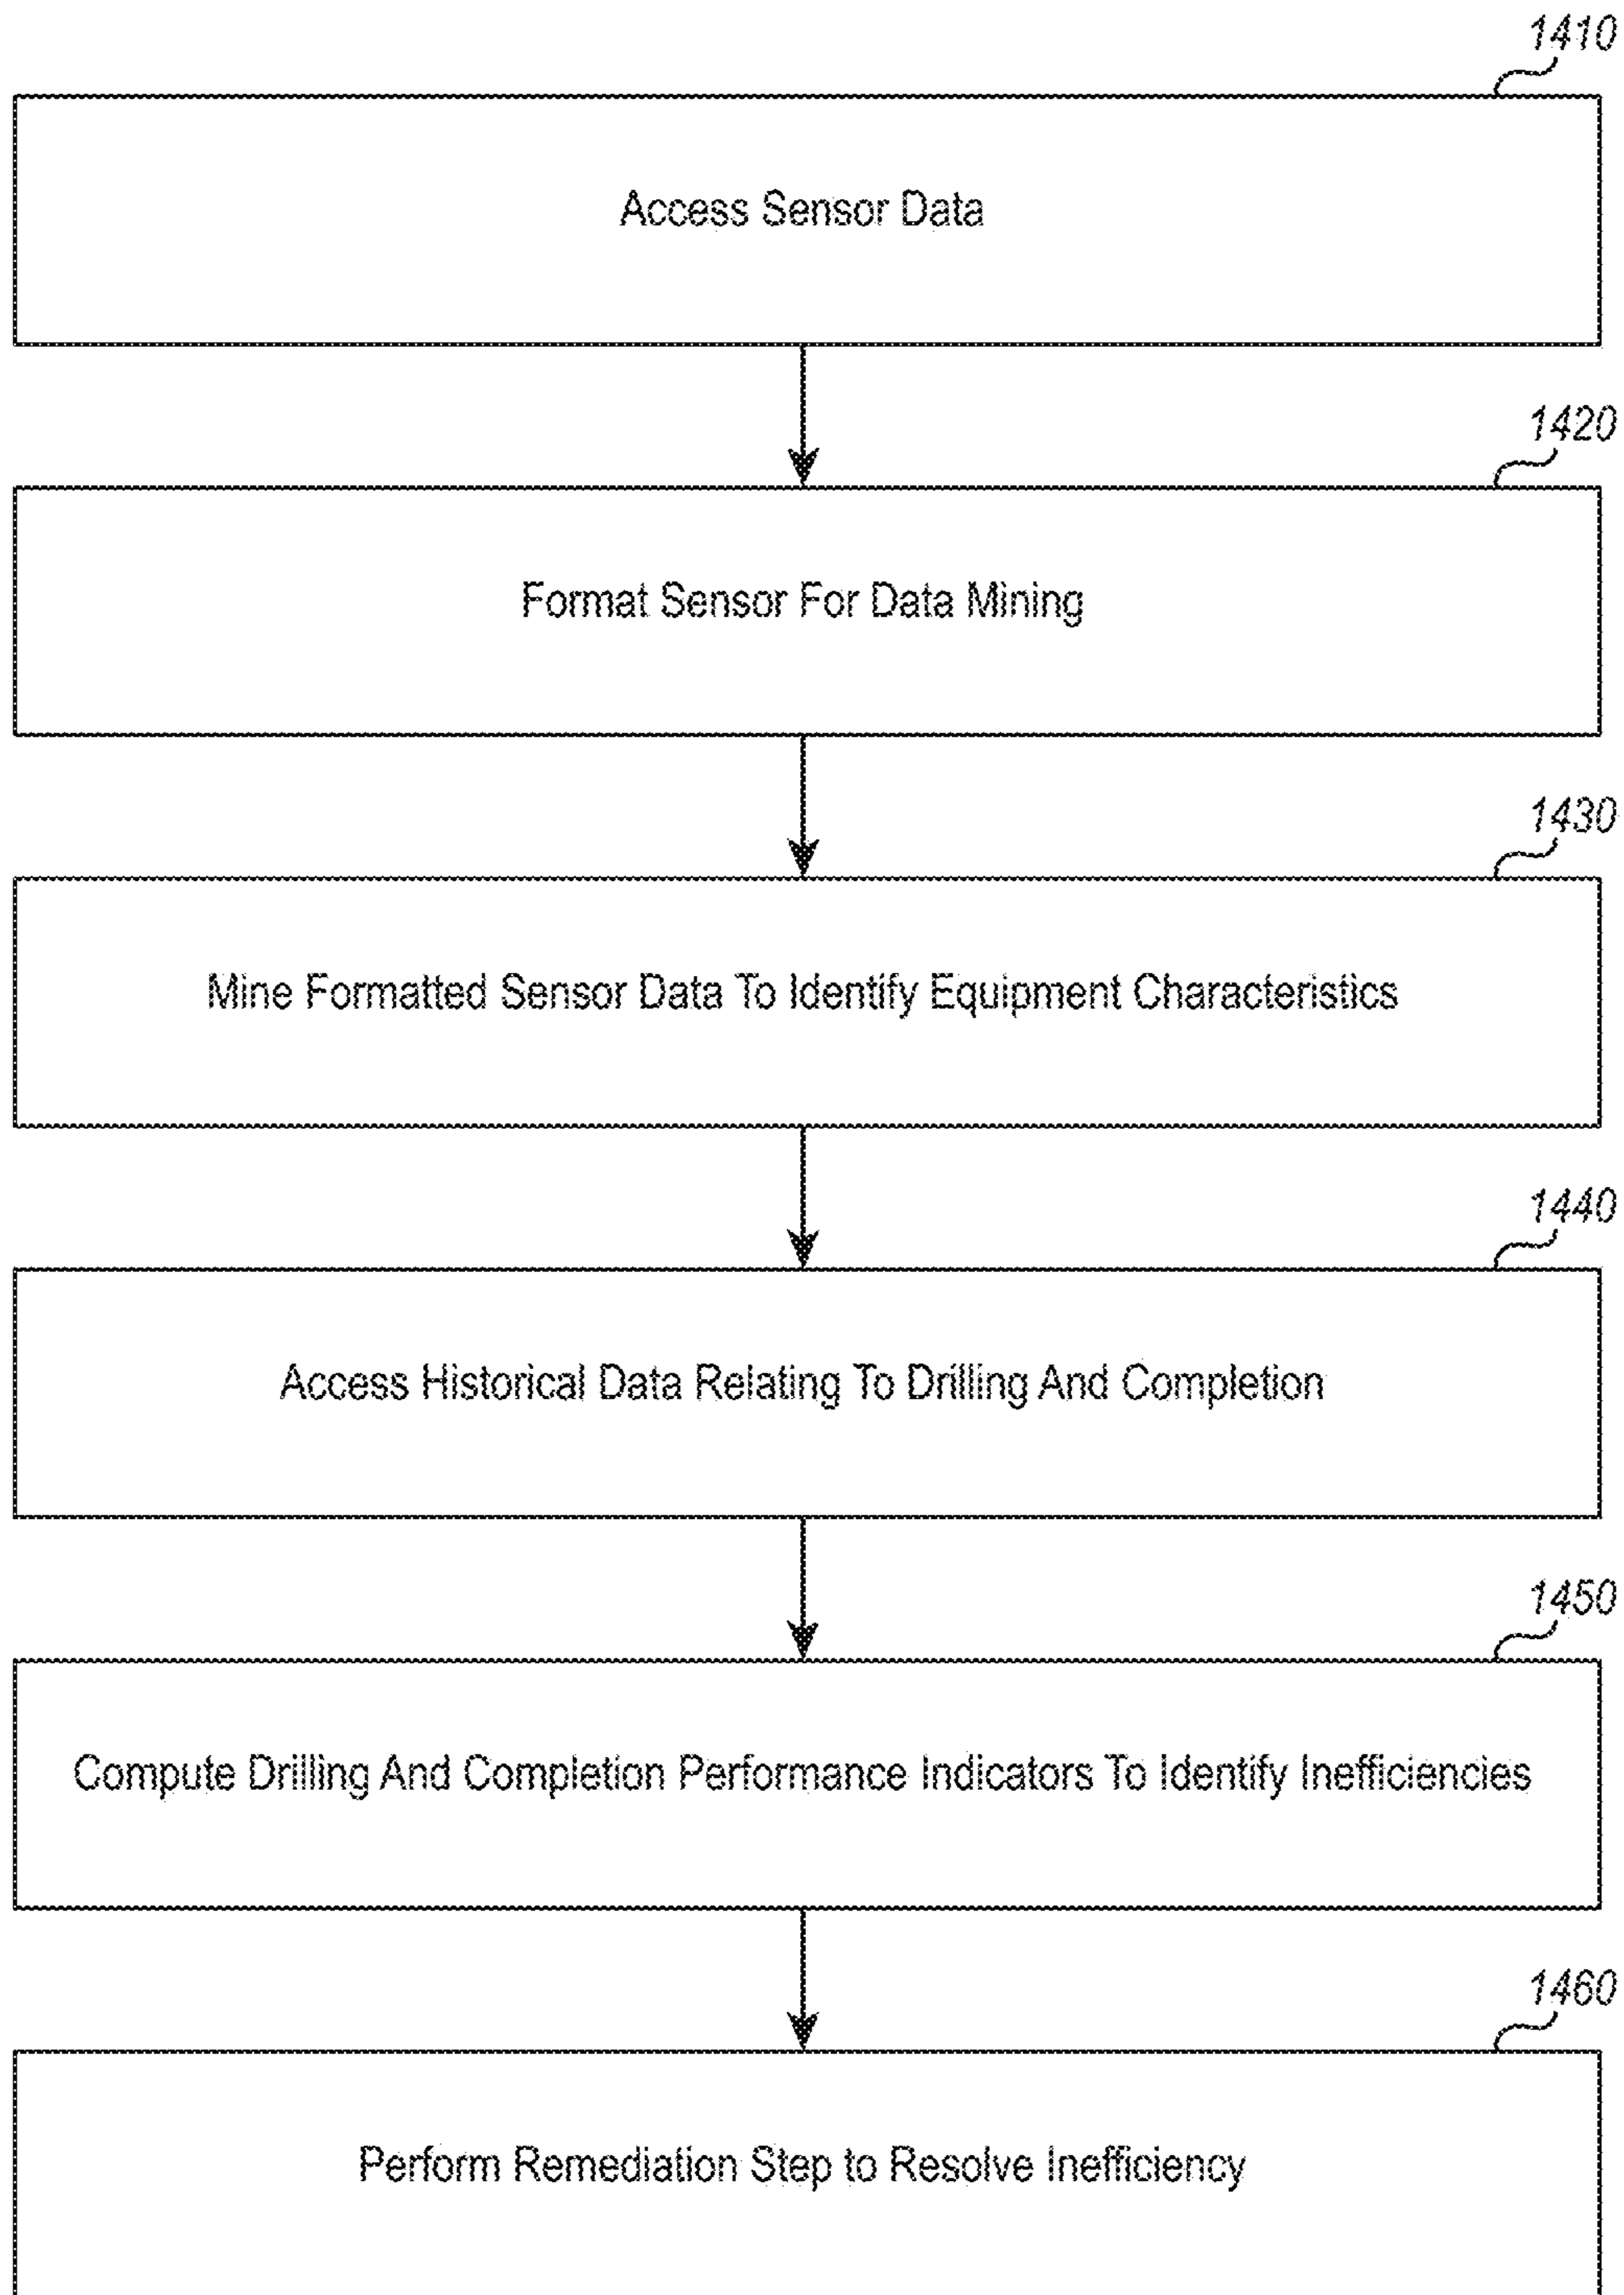 1410
Access Sensor Data
1420
Format Sensor For Data Mining
1430
Mine Formatted Sensor Data To Identify Equipment Characteristics
1440
Access Historical Data Relating To Drilling And Completion
1450
Compute Drilling And Completion Performance Indicators To Identify Inefficiencies
1460
Perform Remediation Step to Resolve Inefficiency